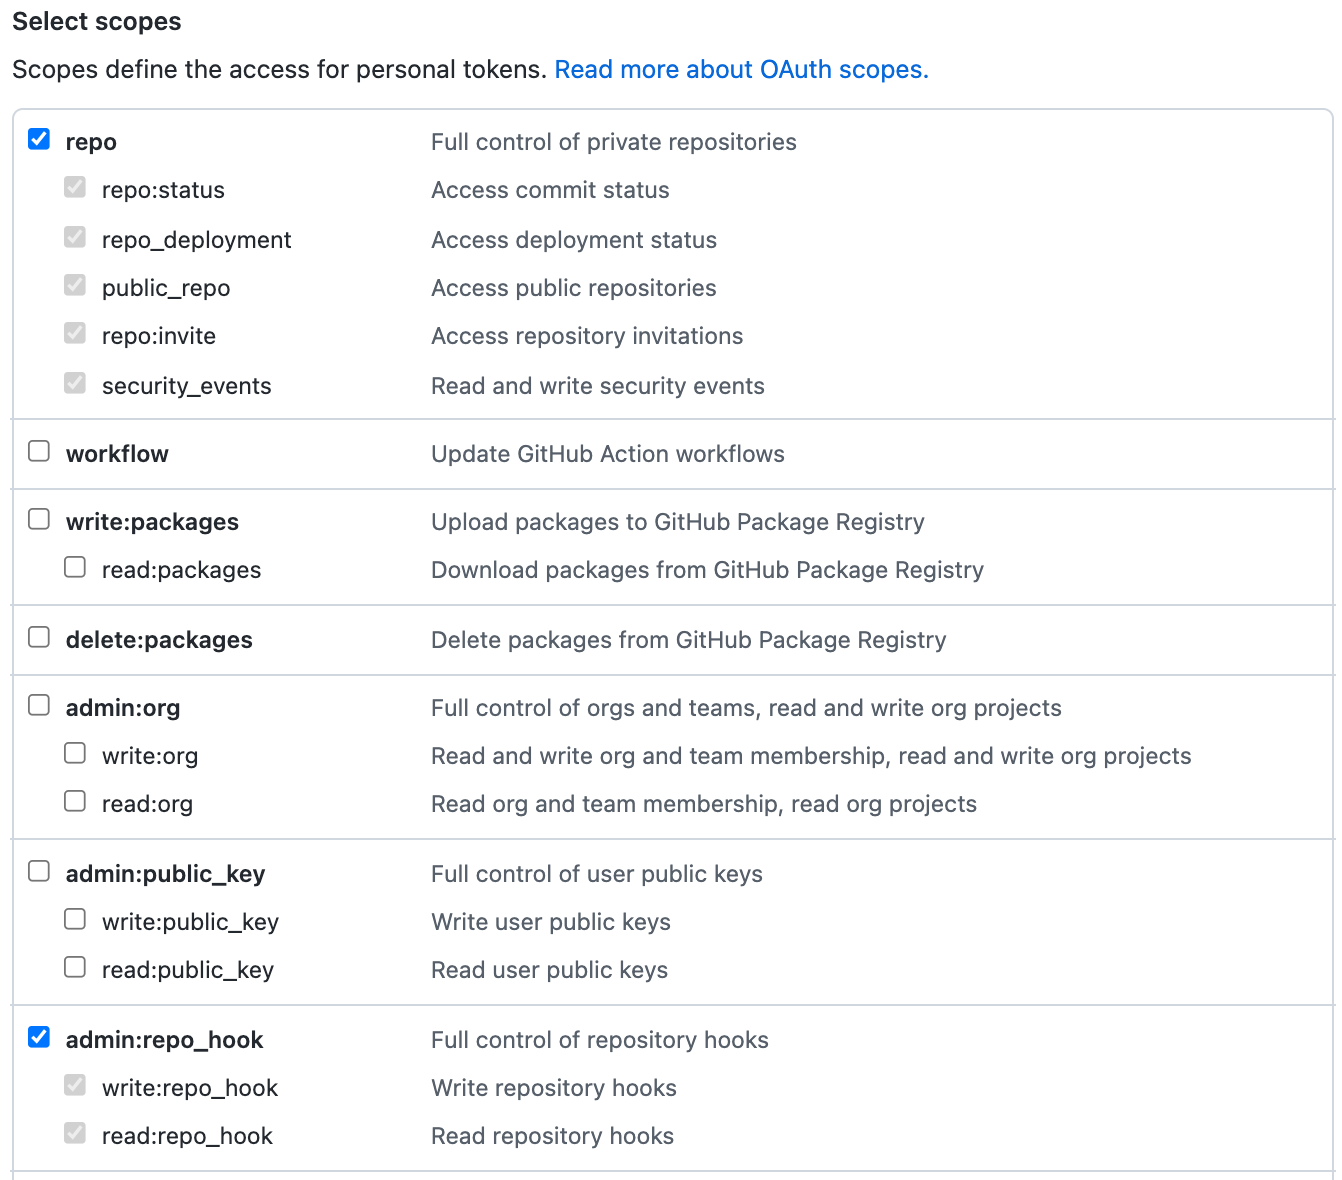 Select scopes
Scopes define the access for personal tokens. Read more about OAuth scopes.
repo Full control of private repositories
repo:status Access commit status
repo_deployment Access deployment status
public_repo Access public repositories
repo:invite Access repository invitations
security_events Read and write security events
workflow Update GitHub Action workflows
write:packages Upload packages to GitHub Package Registry
read:packages Download packages from GitHub Package Registry
delete:packages Delete packages from GitHub Package Registry
admin:org Full control of orgs and teams, read and write org projects
write:org Read and write org and team membership, read and write org projects
read:org Read org and team membership, read org projects
admin:public_key Full control of user public keys
write:public_key Write user public keys
read:public_key Read user public keys
admin:repo_hook Full control of repository hooks
write:repo_hook Write repository hooks
read:repo_hook Read repository hooks